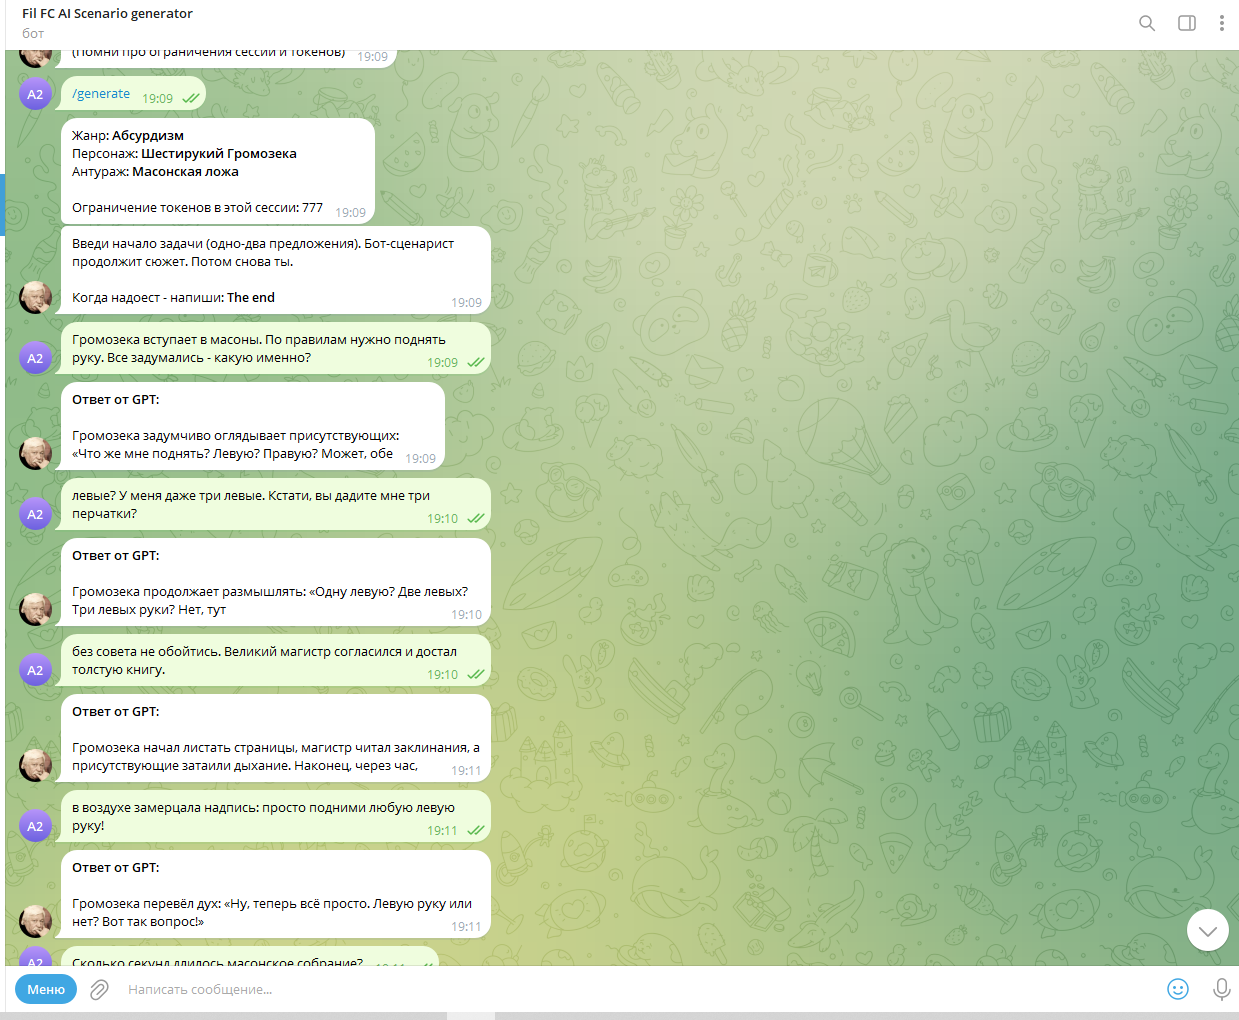 Fil FC AI Scenario generator
бот
(Помни про ограничения сессии и токенов) 19:09
A2
/generate 19:09
Жанр: Абсурдизм
Персонаж: Шестирукий Громозека
Антураж: Масонская ложа
Ограничение токенов в этой сессии: 777 19:09
Введи начало задачи (одно-два предложения). Бот-сценарист
продолжит сюжет. Потом снова ты.
Когда надоест - напиши: The end 19:09
Громозека вступает в масоны. По правилам нужно поднять
A2
руку. Все задумались - какую именно? 19:09
Ответ от GPT:
Громозека задумчиво оглядывает присутствующих:
«Что же мне поднять? Левую? Правую? Может, обе 19:09
левые? У меня даже три левые. Кстати, вы дадите мне три
A2
перчатки? 19:10
Ответ от GPT:
Громозека продолжает размышлять: «Одну левую? Две левых?
Три левых руки? Нет, тут 19:10
без совета не обойтись. Великий магистр согласился и достал
A2
толстую книгу. 19:10
Ответ от GPT:
Громозека начал листать страницы, магистр читал заклинания, а
присутствующие затаили дыхание. Наконец, через час, 19:11
в воздухе замерцала надпись: просто подними любую левую
A2
руку! 19:11
Ответ от GPT:
Громозека перевёл дух: «Ну, теперь всё просто. Левую руку или
нет? Вот так вопрос!» 19:11
A2
Сколько секунд длилось масонское собрание?
Меню
Написать сообщение...